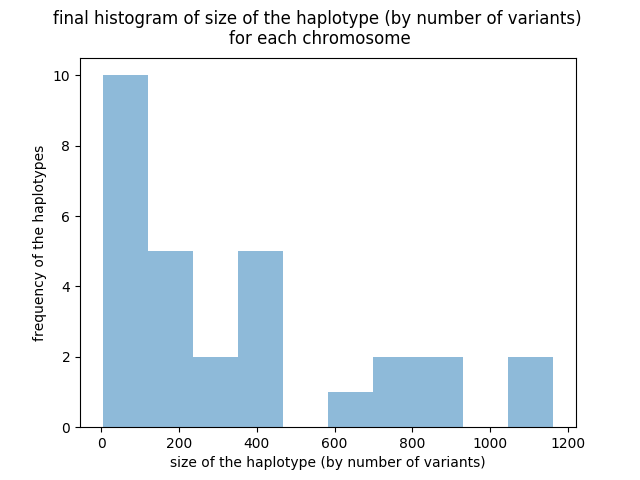 final histogram of size of the haplotype (by number of variants)
for each chromosome
frequency of the haplotypes
10
8
6
4
2
0
0 200 400 600 800 1000 1200
size of the haplotype (by number of variants)